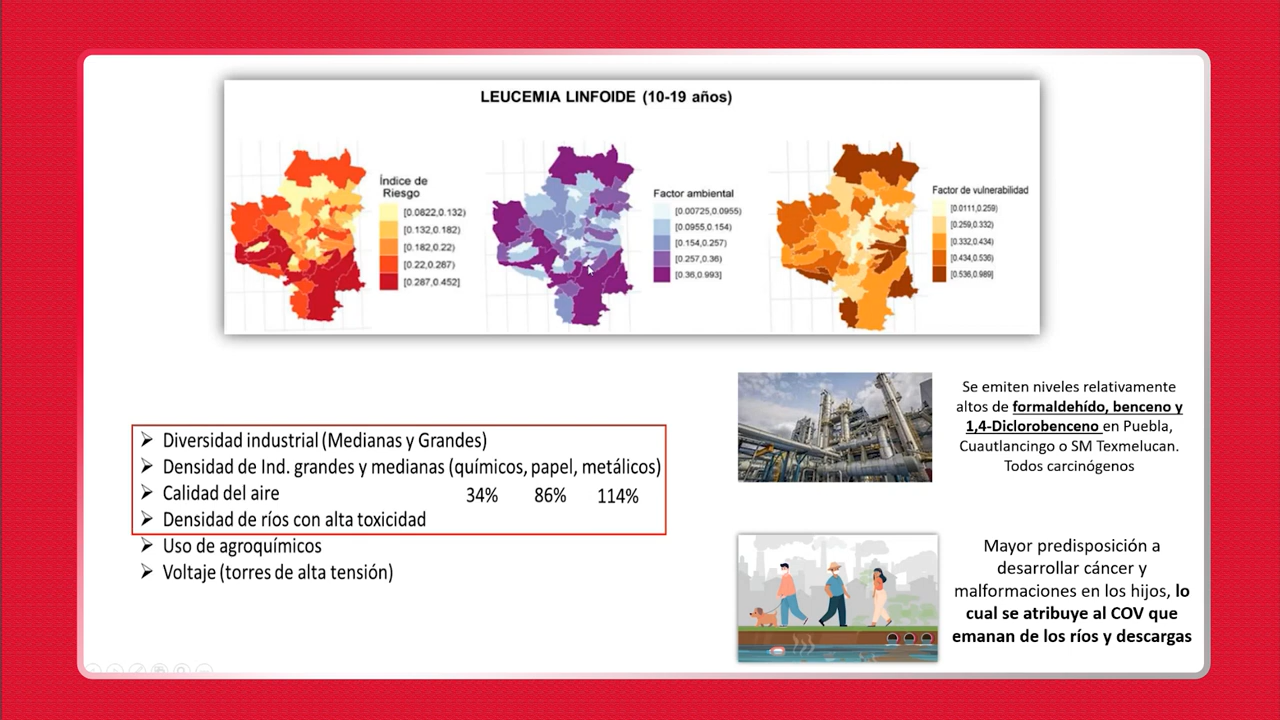 LEUCEMIA LINFOIDE (10-19 años)
Índice de
Riesgo
[0.0822,0.132)
[0.132,0.182)
[0.182,0.22)
[0.22,0.287)
[0.287,0.452]
Factor ambiental
[0.00725,0.0955)
[0.0955,0.154)
[0.154,0.257)
[0.257,0.36)
[0.36,0.993]
Factor de vulnerabilidad
[0.0111,0.259)
[0.259,0.332)
[0.332,0.434)
[0.434,0.536)
[0.536,0.989]
Diversidad industrial (Medianas y Grandes)
Densidad de Ind. grandes y medianas (químicos, papel, metálicos)
Calidad del aire 34% 86% 114%
Densidad de ríos con alta toxicidad
Uso de agroquímicos
Voltaje (torres de alta tensión)
Se emiten niveles relativamente
altos de formaldehído, benceno y
1,4-Diclorobenceno en Puebla,
Cuautlancingo o SM Texmelucan.
Todos carcinógenos
Mayor predisposición a
desarrollar cáncer y
malformaciones en los hijos, lo
cual se atribuye al COV que
emanan de los ríos y descargas